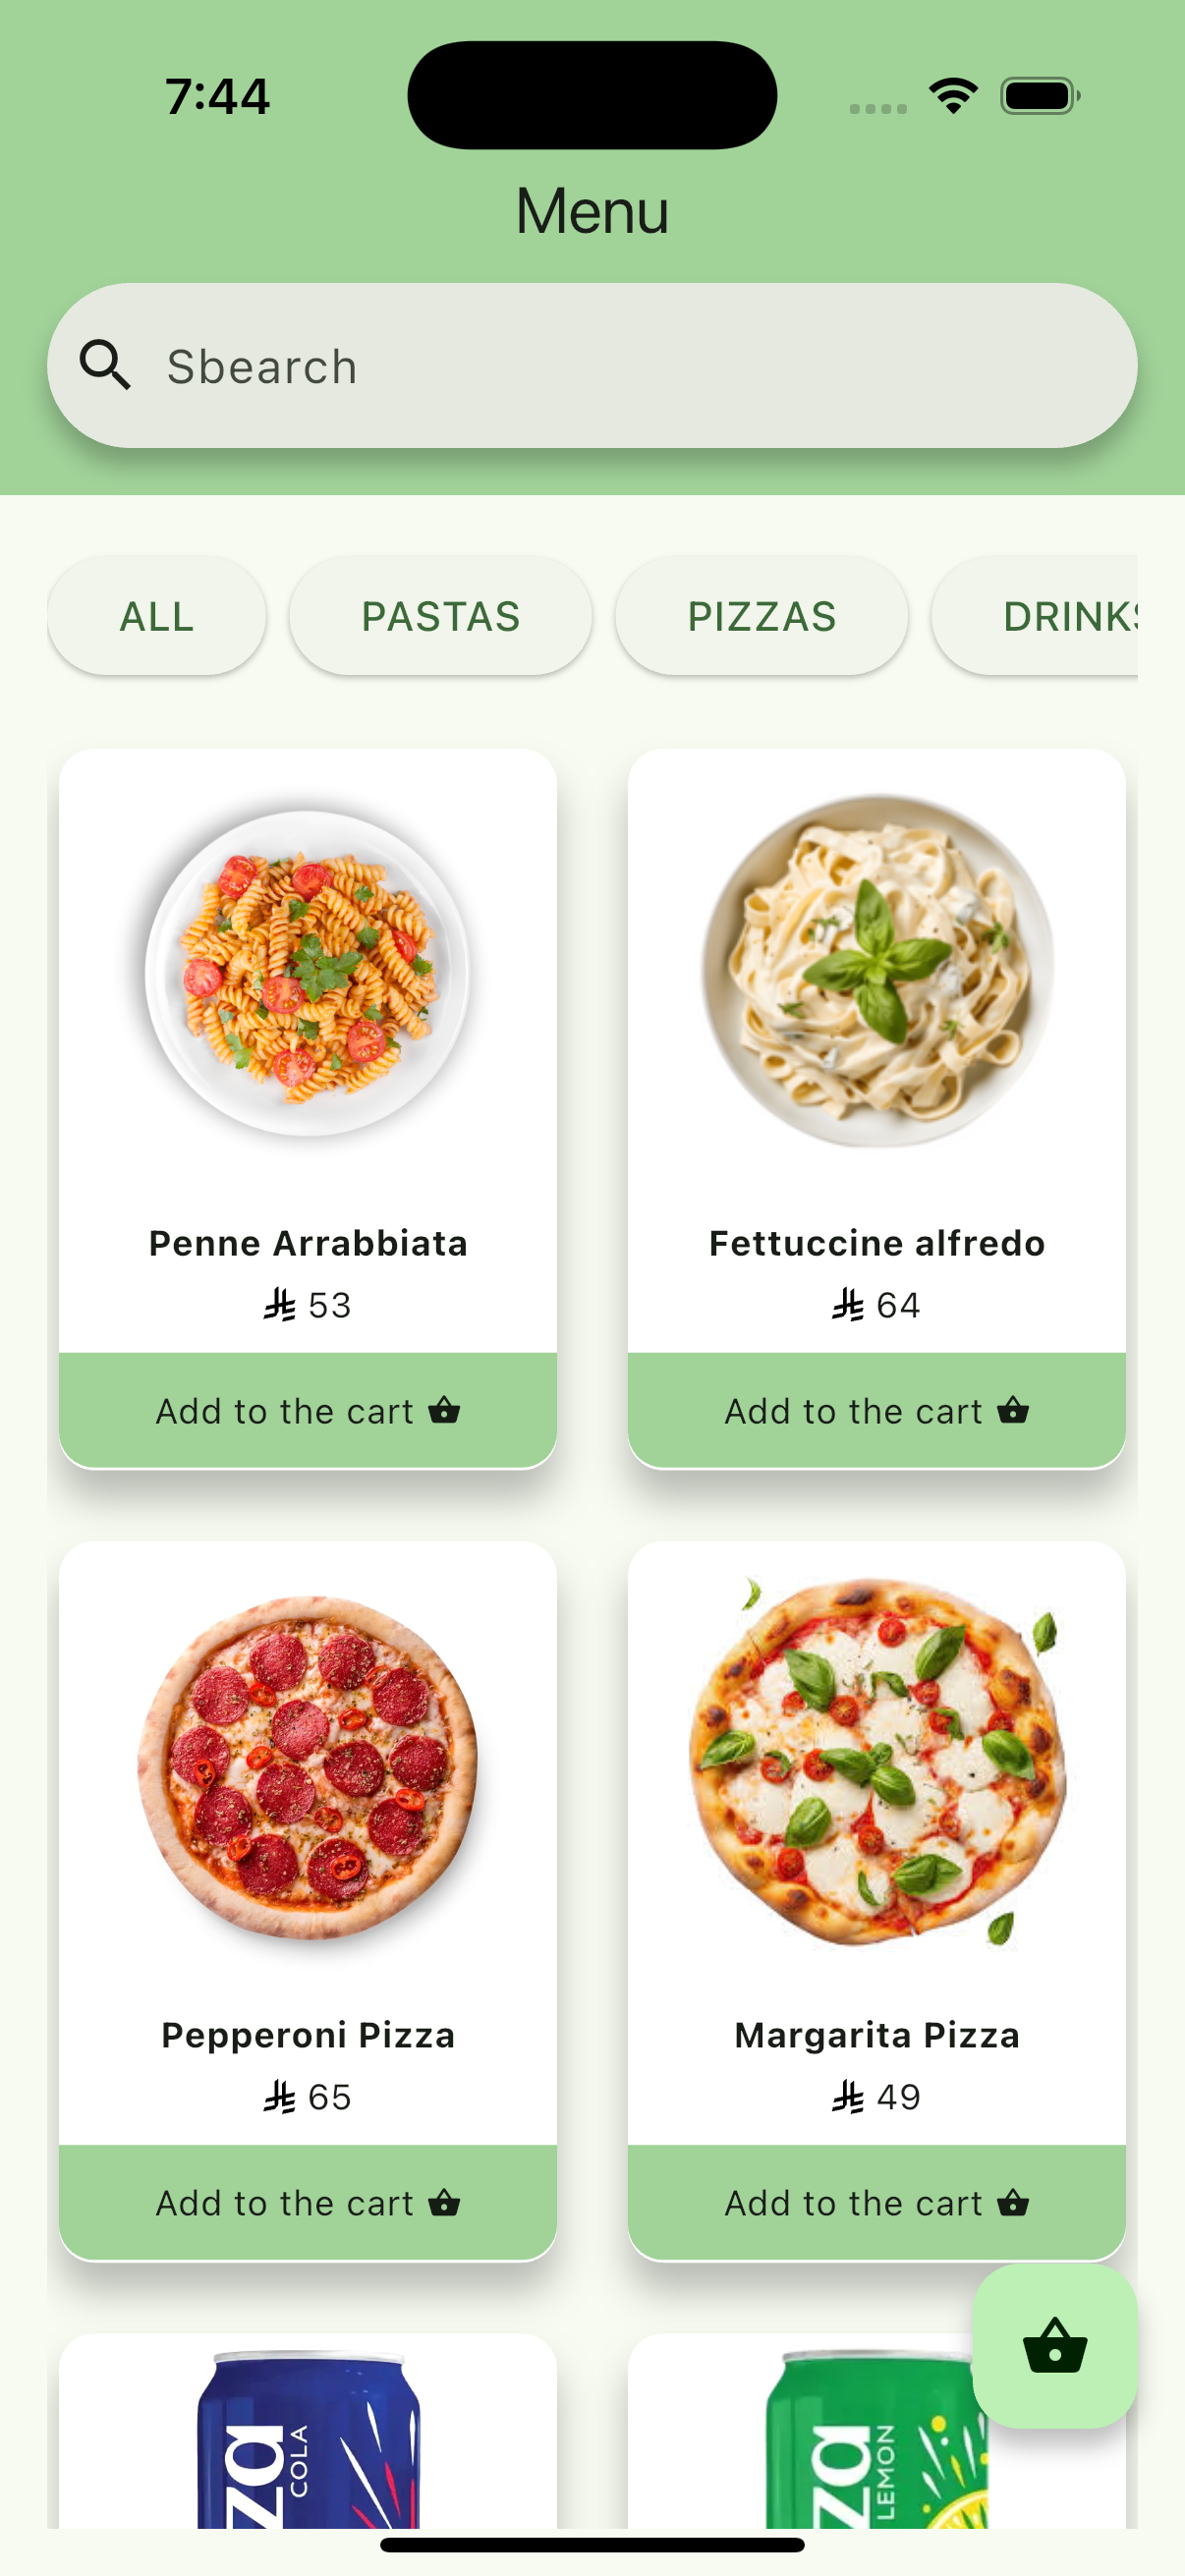 7:44
Menu
Sbearch
ALL PASTAS PIZZAS DRINKS
Penne Arrabbiata Fettuccine alfredo
53 64
Add to the cart Add to the cart
Pepperoni Pizza Margarita Pizza
65 49
Add to the cart Add to the cart
za COLA za LEMON